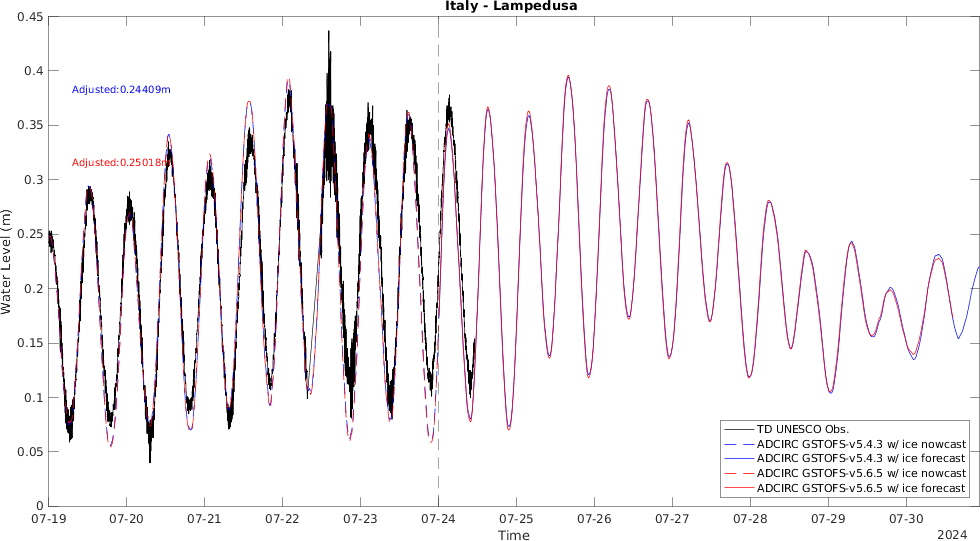 Italy - Lampedusa
0.45
0.4
0.35
0.3
0.25
0.2
0.15
0.1
0.05
0
Water Level (m)
Adjusted:0.24409m
Adjusted:0.25018m
TD UNESCO Obs.
ADCIRC GSTOFS-v5.4.3 w/ ice nowcast
ADCIRC GSTOFS-v5.4.3 w/ ice forecast
ADCIRC GSTOFS-v5.6.5 w/ ice nowcast
ADCIRC GSTOFS-v5.6.5 w/ ice forecast
07-19 07-20 07-21 07-22 07-23 07-24 07-25 07-26 07-27 07-28 07-29 07-30
Time
2024